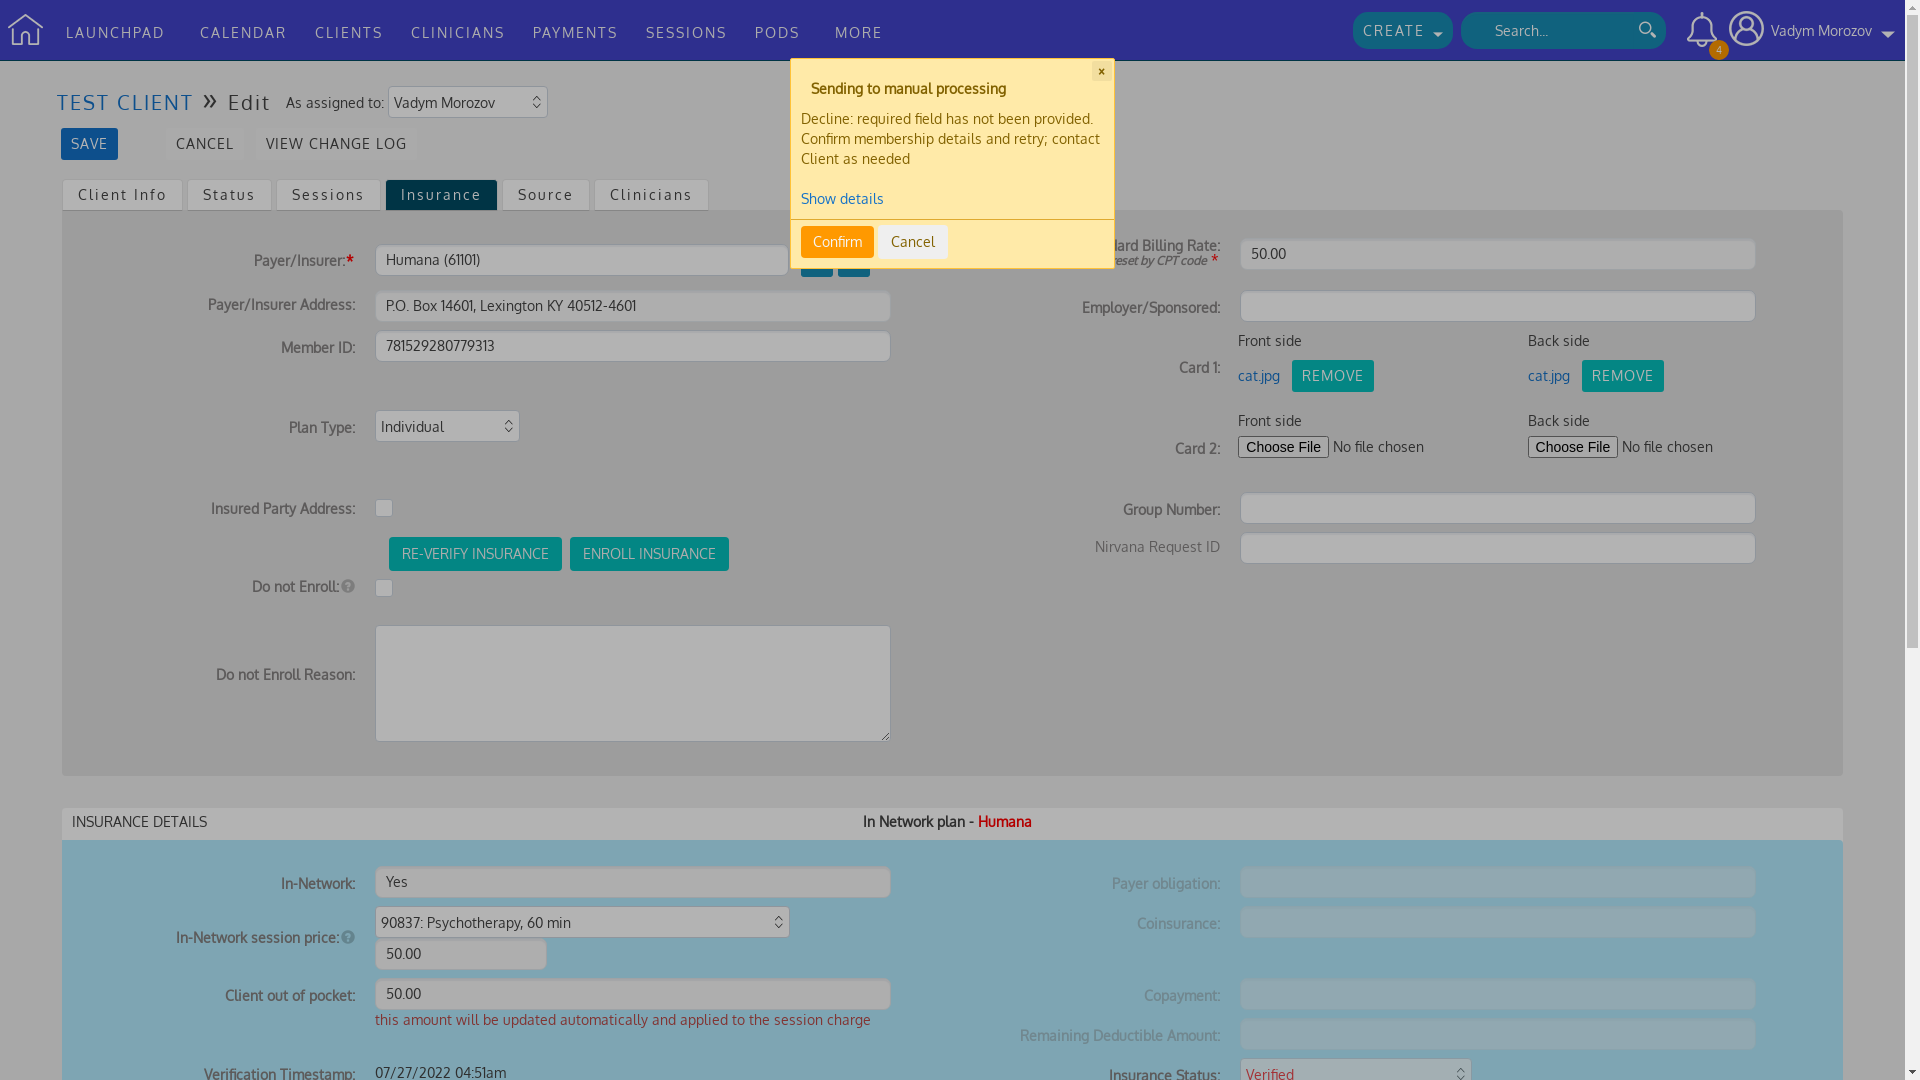 LAUNCHPAD CALENDAR CLIENTS CLINICIANS PAYMENTS SESSIONS PODS MORE CREATE Search... 4 Vadym Morozov
TEST CLIENT » Edit As assigned to: Vadym Morozov
SAVE CANCEL VIEW CHANGE LOG
Client Info Status Sessions Insurance Source Clinicians
×
Sending to manual processing
Decline: required field has not been provided.
Confirm membership details and retry; contact
Client as needed
Show details
Confirm Cancel
Payer/Insurer:* Humana (61101)
Payer/Insurer Address: P.O. Box 14601, Lexington KY 40512-4601
Member ID: 781529280779313
Plan Type: Individual
Insured Party Address:
RE-VERIFY INSURANCE ENROLL INSURANCE
Do not Enroll: ?
Do not Enroll Reason:
Billing Rate: 50.00
reset by CPT code *
Employer/Sponsored:
Front side Back side
Card 1: cat.jpg REMOVE cat.jpg REMOVE
Front side Back side
Card 2: Choose File No file chosen Choose File No file chosen
Group Number:
Nirvana Request ID
INSURANCE DETAILS In Network plan - Humana
In-Network: Yes
In-Network session price: ? 90837: Psychotherapy, 60 min
50.00
Client out of pocket: 50.00
this amount will be updated automatically and applied to the session charge
Verification Timestamp: 07/27/2022 04:51am
Payer obligation:
Coinsurance:
Copayment:
Remaining Deductible Amount:
Insurance Status: Verified